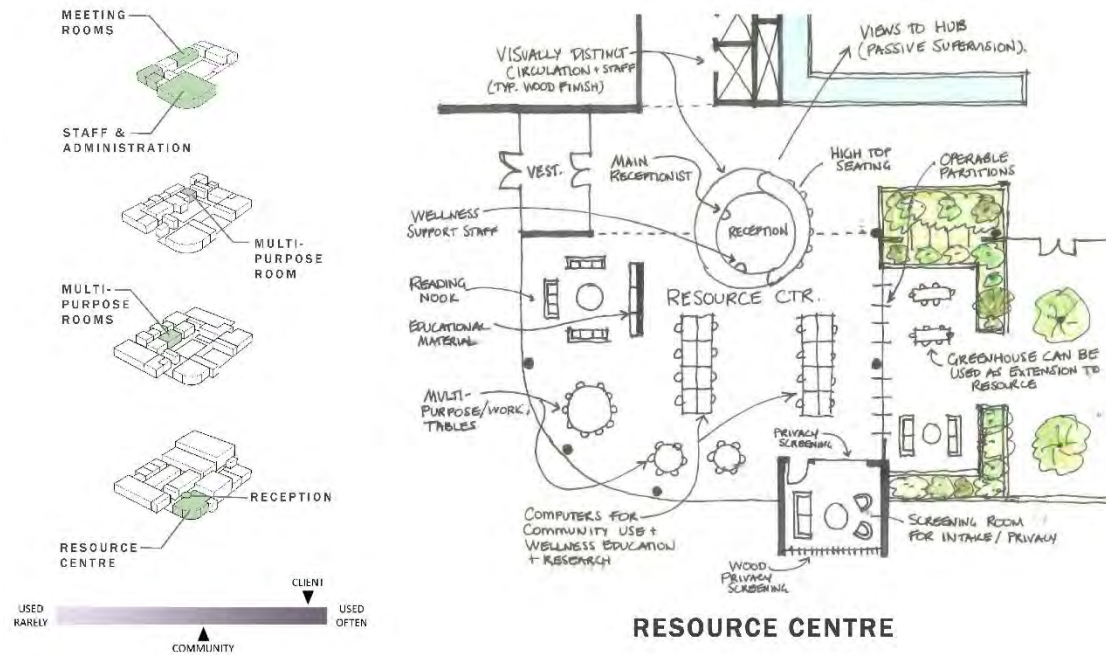 MEETING
ROOMS
STAFF &
ADMINISTRATION
MULTI-
PURPOSE
ROOM
MULTI-
PURPOSE
ROOMS
RECEPTION
RESOURCE
CENTRE
CLIENT
USED
RARELY
USED
OFTEN
COMMUNITY
VISUALLY DISTINCT
CIRCULATION + STAFF
(TYP. WOOD FINISH)
VIEWS TO HUB
(PASSIVE SUPERVISION).
VEST.
MAIN
RECEPTIONIST
HIGH TOP
SEATING
OPERABLE
PARTITIONS
WELLNESS
SUPPORT STAFF
RECEPTION
READING
NOOK
RESOURCE CTR.
EDUCATIONAL
MATERIAL
GREENHOUSE CAN BE
USED AS EXTENSION TO
RESOURCE
MULTI-
PURPOSE/WORK
TABLES
PRIVACY
SCREENING
COMPUTERS FOR
COMMUNITY USE +
WELLNESS EDUCATION
+ RESEARCH
SCREENING ROOM
FOR INTAKE/PRIVACY
WOOD
PRIVACY
SCREENING
RESOURCE CENTRE